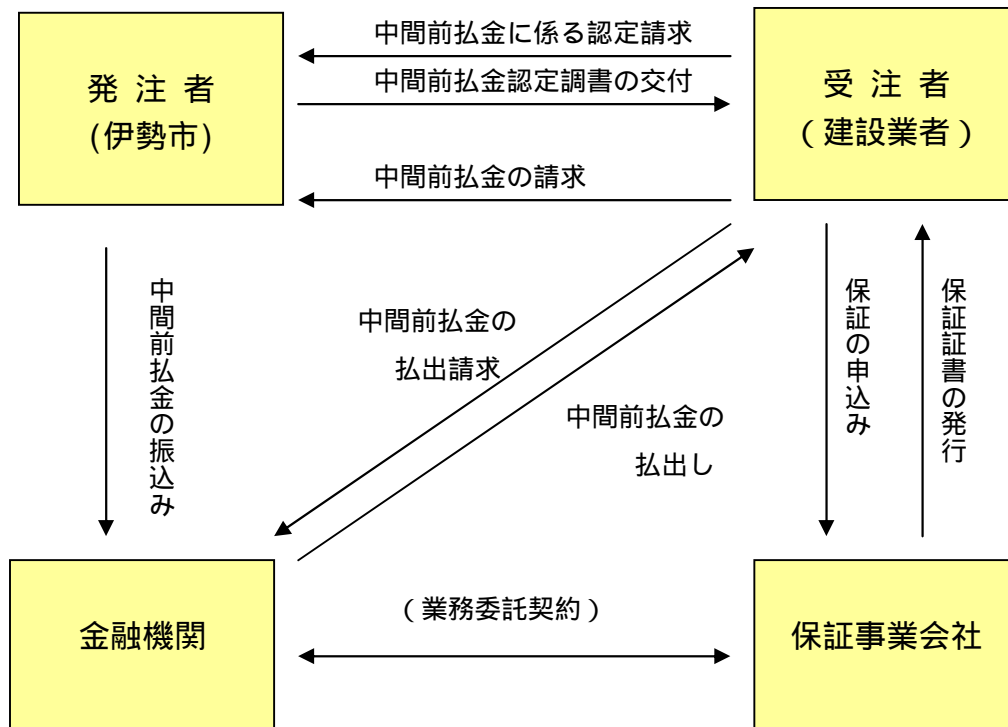 発 注 者
(伊勢市)
中間前払金に係る認定請求
中間前払金認定調書の交付
中間前払金の請求
受 注 者
（建設業者）
中間前払金の振込み
中間前払金の
払出請求
中間前払金の
払出し
保証の申込み
保証証書の発行
金融機関
（業務委託契約）
保証事業会社